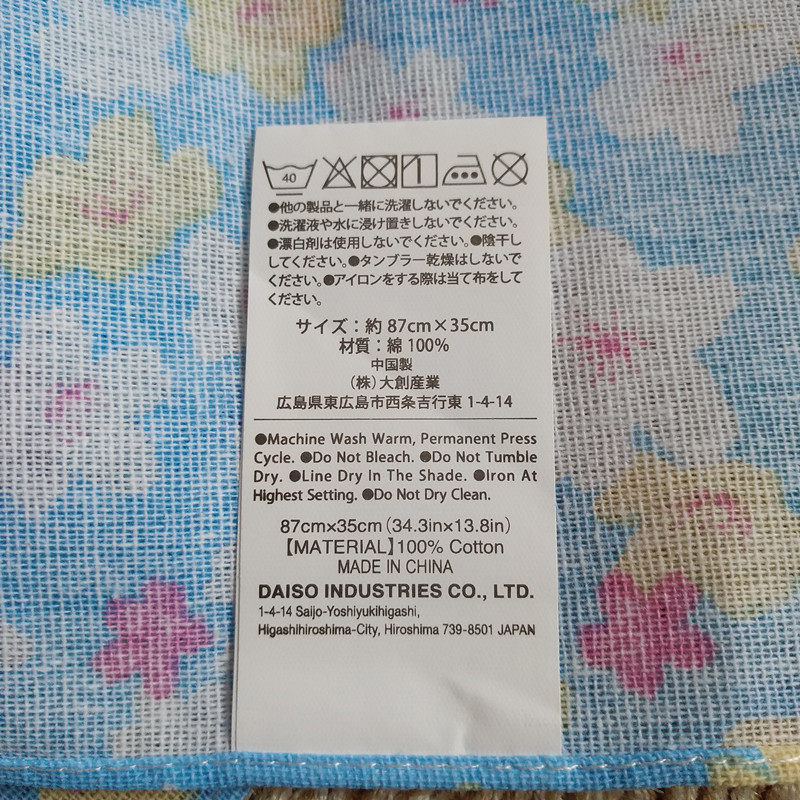 40
●他の製品と一緒に洗濯しないでください。
●洗濯液や水に浸け置きしないでください。
●漂白剤は使用しないでください。●陰干し
してください。●タンブラー乾燥はしないで
ください。●アイロンをする際は当て布をして
ください。
サイズ：約 87cm×35cm
材質：綿 100%
中国製
（株）大創産業
広島県東広島市西条吉行東 1-4-14
●Machine Wash Warm, Permanent Press
Cycle. ●Do Not Bleach. ●Do Not Tumble
Dry. ●Line Dry In The Shade. ●Iron At
Highest Setting. ●Do Not Dry Clean.
87cm×35cm（34.3in×13.8in）
【MATERIAL】100% Cotton
MADE IN CHINA
DAISO INDUSTRIES CO., LTD.
1-4-14 Saijo-Yoshiyukihigashi,
Higashihiroshima-City, Hiroshima 739-8501 JAPAN